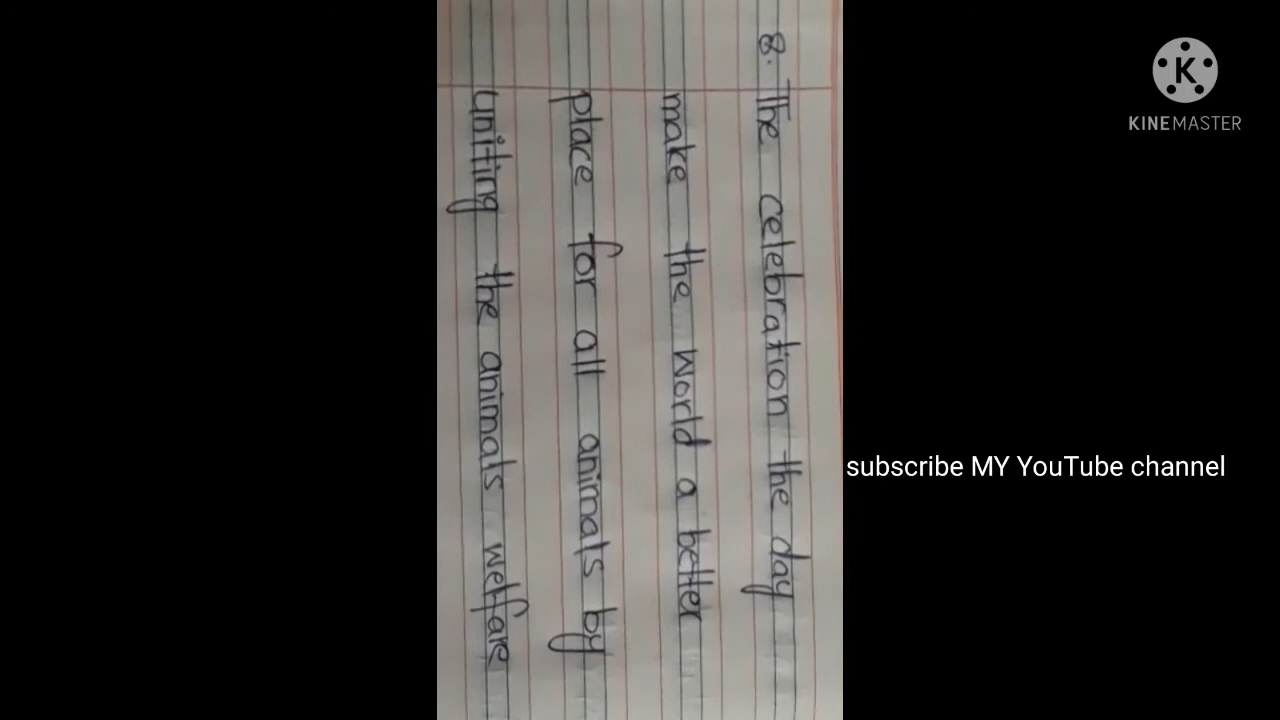 8. The celebration the day
make the world a better
place for all animals by
uniting the animals welfare
K
KINEMASTER
subscribe MY YouTube channel